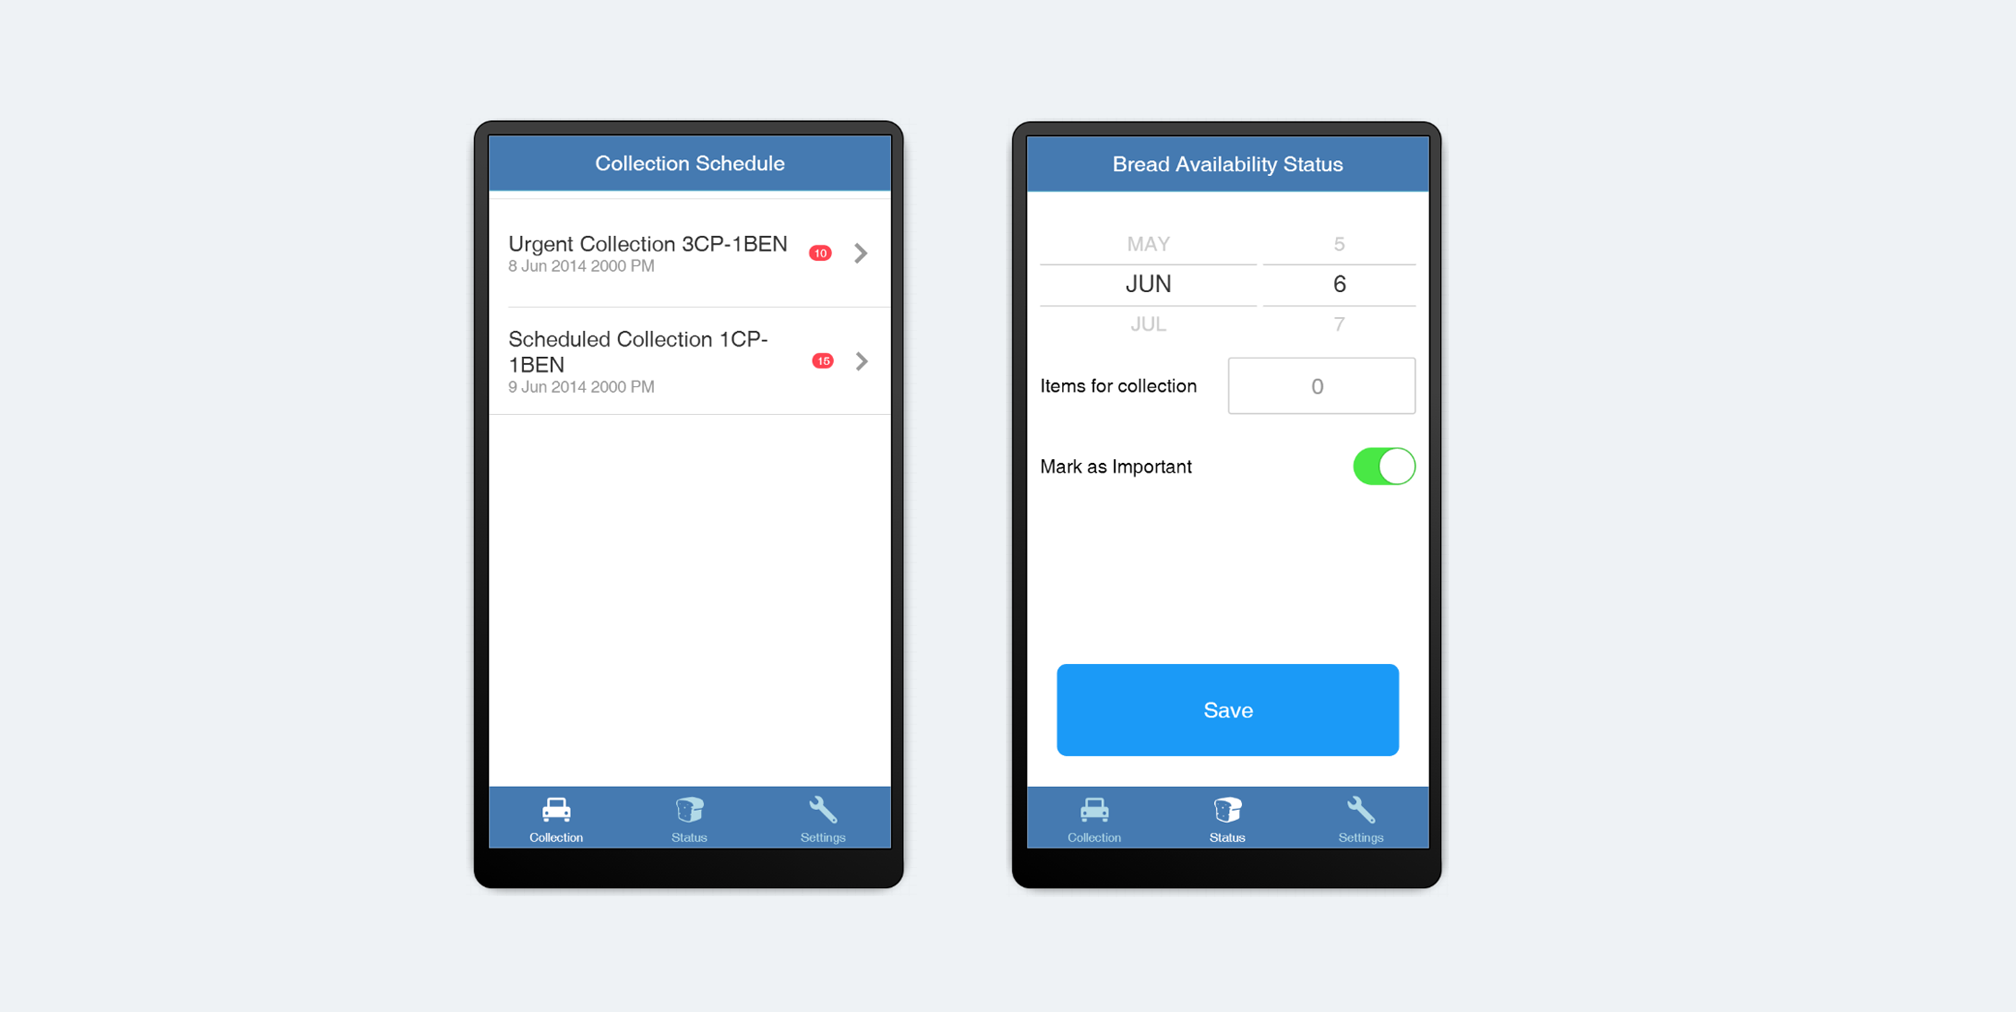 Collection Schedule
Urgent Collection 3CP-1BEN
8 Jun 2014 2000 PM
10
Scheduled Collection 1CP-
1BEN
9 Jun 2014 2000 PM
15
Collection
Status
Settings
Bread Availability Status
MAY
5
JUN
6
JUL
7
Items for collection
0
Mark as Important
Save
Collection
Status
Settings